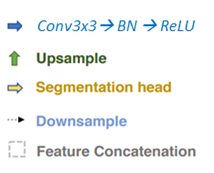 Conv3x3→BN→ReLU
Upsample
Segmentation head
Downsample
Feature Concatenation